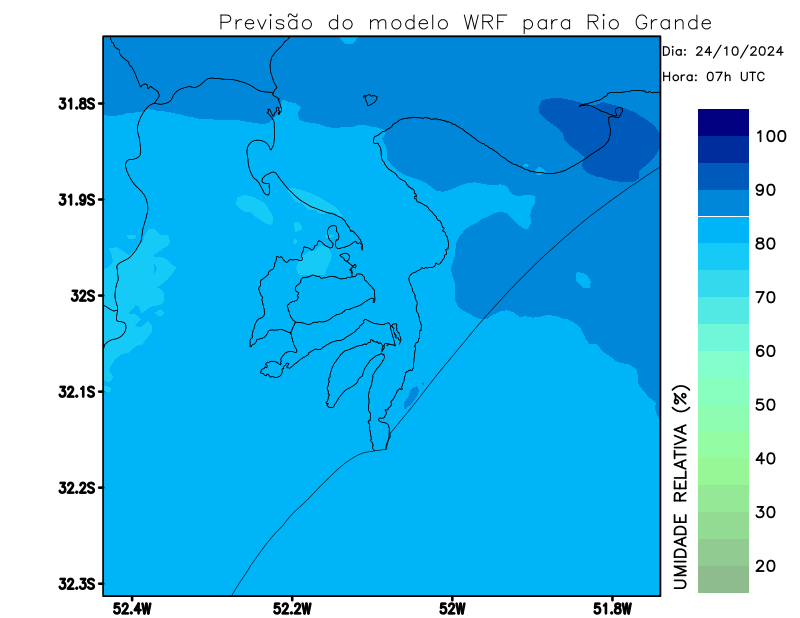 Previsão do modelo WRF para Rio Grande
Dia: 24/10/2024
Hora: 07h UTC
31.8S
31.9S
32S
32.1S
32.2S
32.3S
52.4W
52.2W
52W
51.8W
100
90
80
70
60
50
40
30
20
UMIDADE RELATIVA (%)